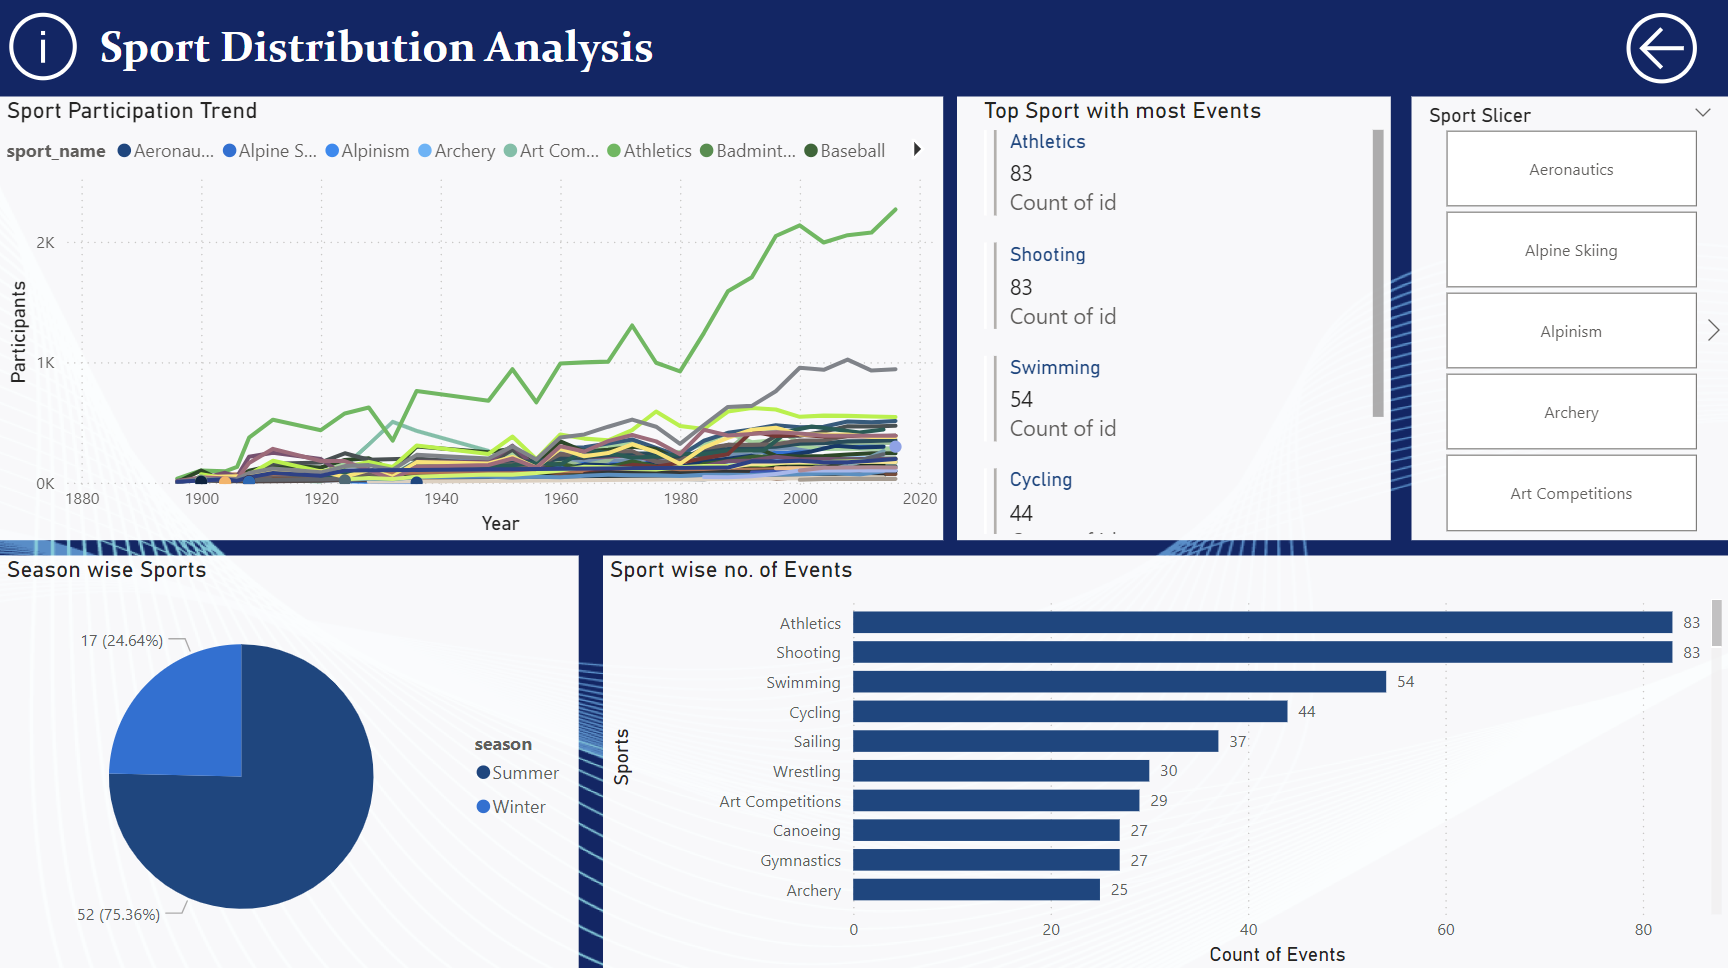 Sport Distribution Analysis
Sport Participation Trend
sport_name Aeronau... Alpine S... Alpinism Archery Art Com... Athletics Badmint... Baseball
Participants
2K
1K
0K
1880 1900 1920 1940 1960 1980 2000 2020
Year
Top Sport with most Events
Athletics
83
Count of id
Shooting
83
Count of id
Swimming
54
Count of id
Cycling
44
Sport Slicer
Aeronautics
Alpine Skiing
Alpinism
Archery
Art Competitions
Season wise Sports
17 (24.64%)
52 (75.36%)
season
Summer
Winter
Sport wise no. of Events
Sports
Athletics 83
Shooting 83
Swimming 54
Cycling 44
Sailing 37
Wrestling 30
Art Competitions 29
Canoeing 27
Gymnastics 27
Archery 25
0 20 40 60 80
Count of Events